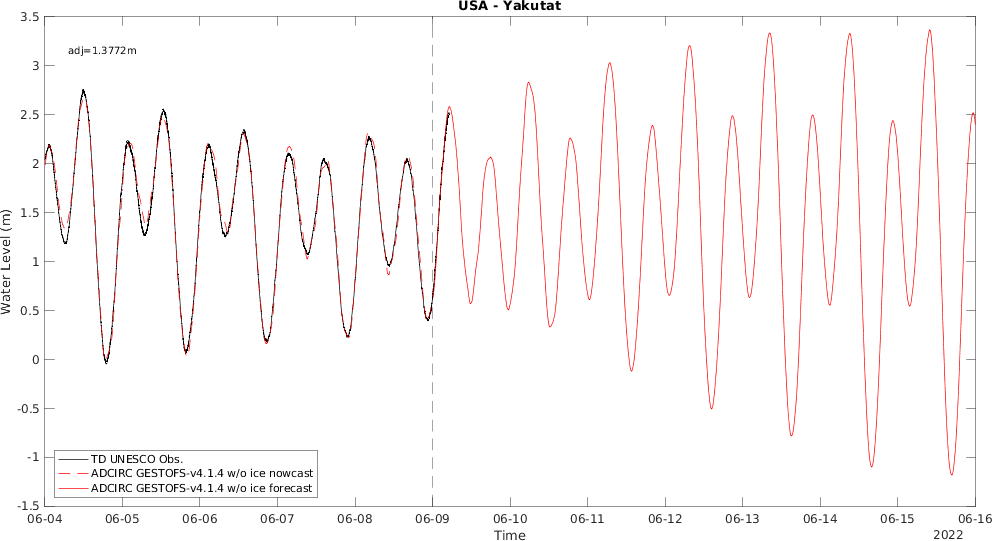 USA - Yakutat
adj=1.3772m
Water Level (m)
3.5
3
2.5
2
1.5
1
0.5
0
-0.5
-1
-1.5
TD UNESCO Obs.
ADCIRC GESTOFS-v4.1.4 w/o ice nowcast
ADCIRC GESTOFS-v4.1.4 w/o ice forecast
06-04 06-05 06-06 06-07 06-08 06-09 06-10 06-11 06-12 06-13 06-14 06-15 06-16
Time
2022